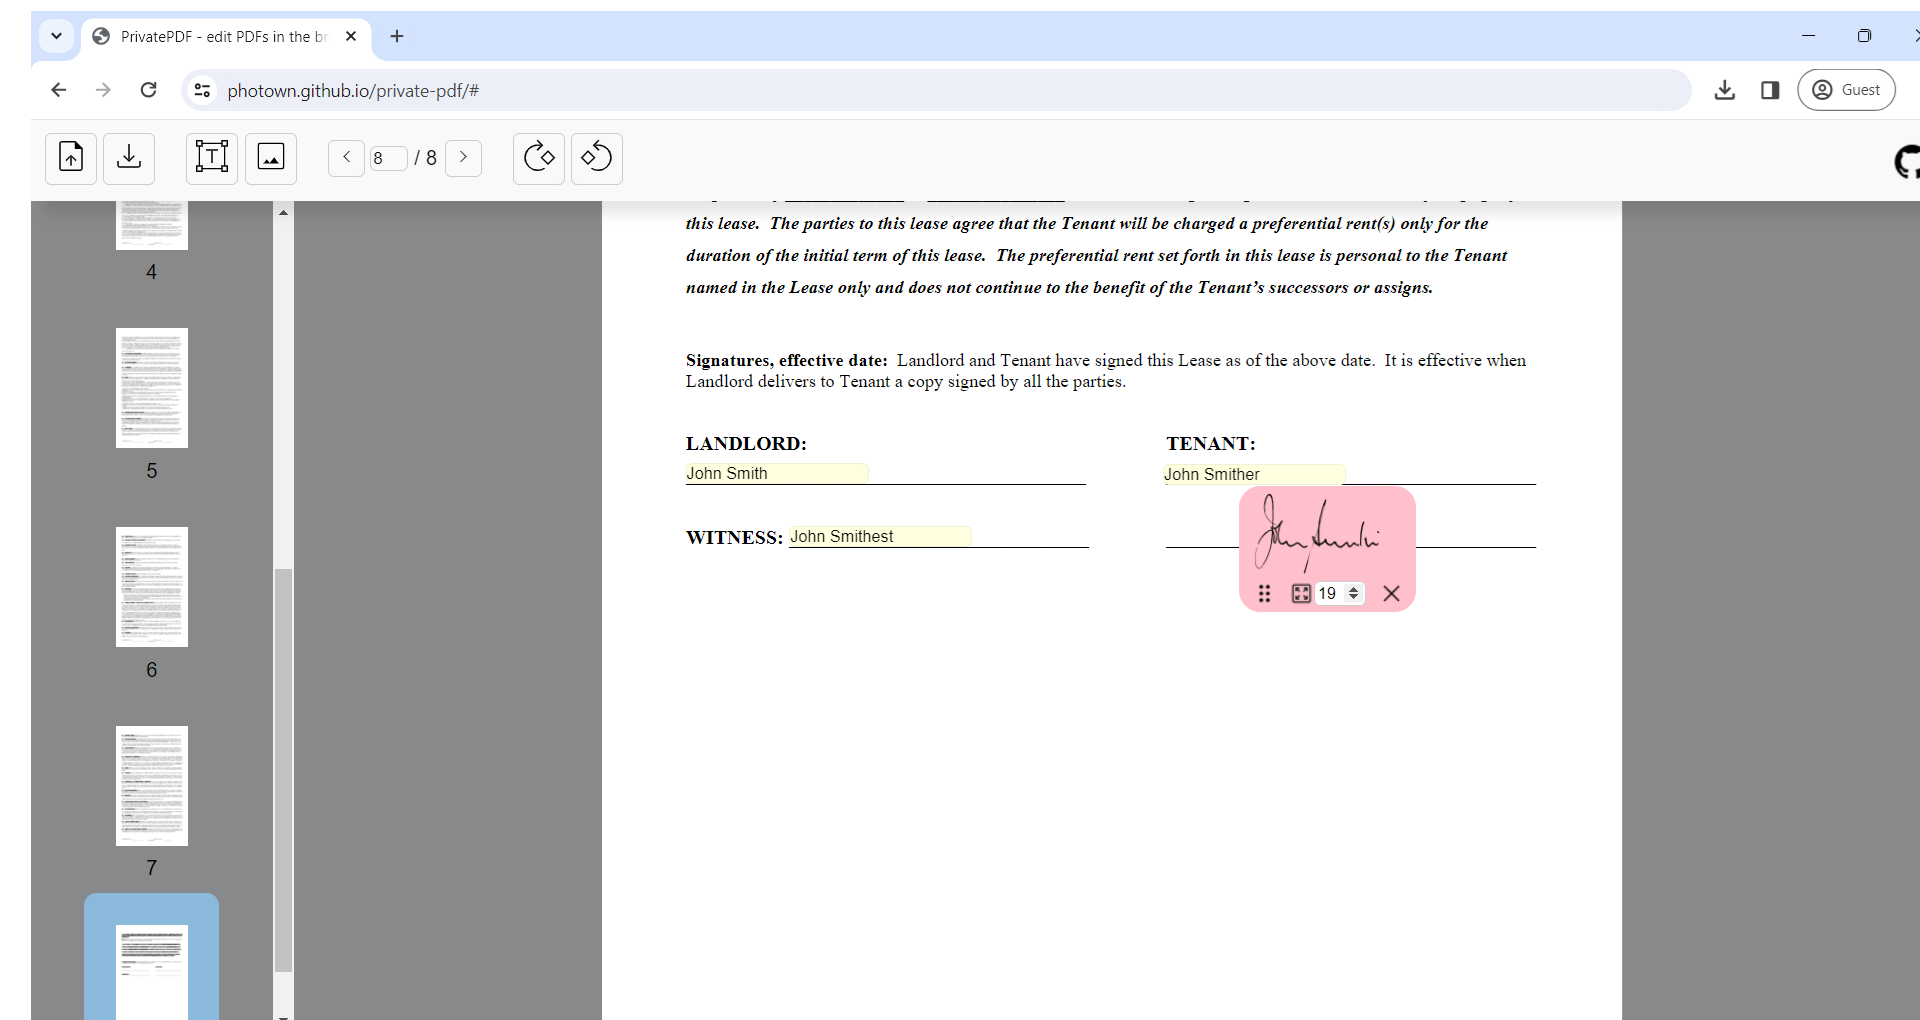 PrivatePDF - edit PDFs in the br
photown.github.io/private-pdf/#
Guest
T
8 / 8
this lease. The parties to this lease agree that the Tenant will be charged a preferential rent(s) only for the
duration of the initial term of this lease. The preferential rent set forth in this lease is personal to the Tenant
named in the Lease only and does not continue to the benefit of the Tenant’s successors or assigns.
4
Signatures, effective date: Landlord and Tenant have signed this Lease as of the above date. It is effective when
Landlord delivers to Tenant a copy signed by all the parties.
5
LANDLORD:
John Smith
TENANT:
John Smither
WITNESS: John Smithest
19
6
7